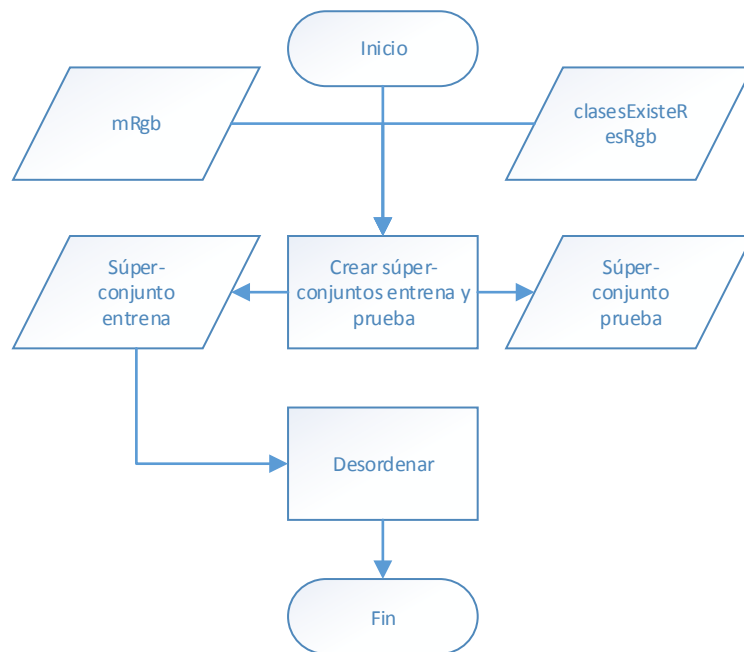 Inicio
mRgb
clasesExisteR
esRgb
Súper-
conjunto
entrena
Crear súper-
conjuntos entrena y
prueba
Súper-
conjunto
prueba
Desordenar
Fin